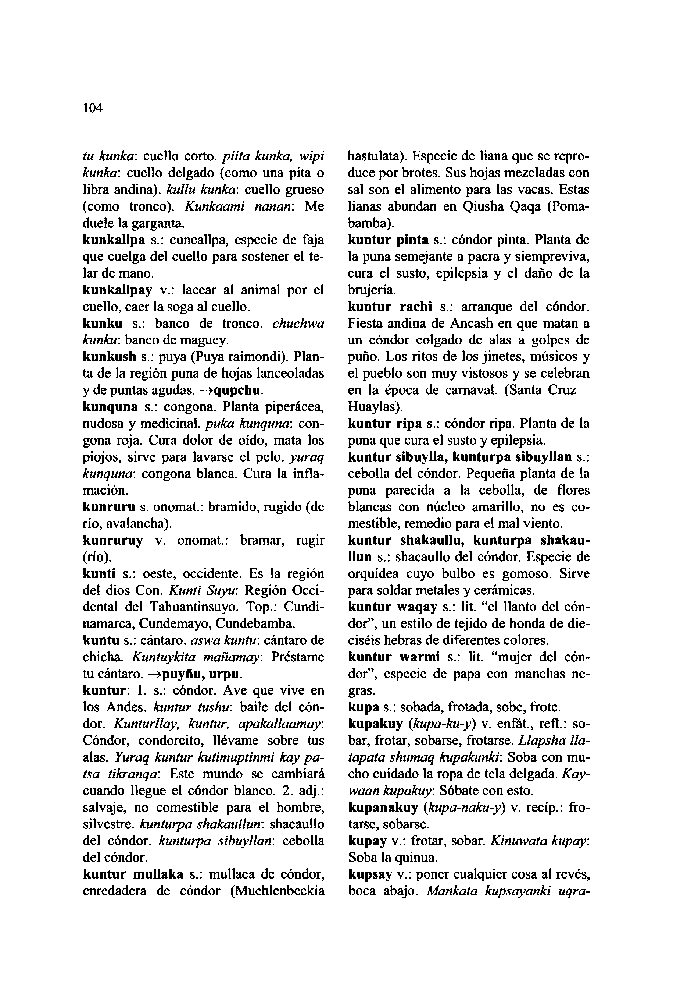 104
tu kunka: cuello corto. piita kunka, wipi
kunka: cuello delgado (como una pita o
libra andina). kullu kunka: cuello grueso
(como tronco). Kunkaami nanan: Me
duele la garganta.
kunkallpa s.: cuncallpa, especie de faja
que cuelga del cuello para sostener el te-
lar de mano.
kunkallpay v.: lacear al animal por el
cuello, caer la soga al cuello.
kunku s.: banco de tronco. chuchwa
kunku: banco de maguey.
kunkush s.: puya (Puya raimondi). Plan-
ta de la región puna de hojas lanceoladas
y de puntas agudas. →qupchu.
kunquna s.: congona. Planta piperácea,
nudosa y medicinal. puka kunquna: con-
gona roja. Cura dolor de oído, mata los
piojos, sirve para lavarse el pelo. yuraq
kunquna: congona blanca. Cura la infla-
mación.
kunruru s. onomat.: bramido, rugido (de
río, avalancha).
kunruruy v. onomat.: bramar, rugir
(río).
kunti s.: oeste, occidente. Es la región
del dios Con. Kunti Suyu: Región Occi-
dental del Tahuantinsuyo. Top.: Cundi-
namarca, Cundemayo, Cundebamba.
kuntu s.: cántaro. aswa kuntu: cántaro de
chicha. Kuntuykita mañamay: Préstame
tu cántaro. →puyñu, urpu.
kuntur: 1. s.: cóndor. Ave que vive en
los Andes. kuntur tushu: baile del cón-
dor. Kunturllay, kuntur, apakallaamay:
Cóndor, condorcito, llévame sobre tus
alas. Yuraq kuntur kutimuptinmi kay pa-
tsa tikranqa: Este mundo se cambiará
cuando llegue el cóndor blanco. 2. adj.:
salvaje, no comestible para el hombre,
silvestre. kunturpa shakaullun: shacaullo
del cóndor. kunturpa sibuyllan: cebolla
del cóndor.
kuntur mullaka s.: mullaca de cóndor,
enredadera de cóndor (Muehlenbeckia
hastulata). Especie de liana que se repro-
duce por brotes. Sus hojas mezcladas con
sal son el alimento para las vacas. Estas
lianas abundan en Qiusha Qaqa (Poma-
bamba).
kuntur pinta s.: cóndor pinta. Planta de
la puna semejante a pacra y siempreviva,
cura el susto, epilepsia y el daño de la
brujería.
kuntur rachi s.: arranque del cóndor.
Fiesta andina de Ancash en que matan a
un cóndor colgado de alas a golpes de
puño. Los ritos de los jinetes, músicos y
el pueblo son muy vistosos y se celebran
en la época de carnaval. (Santa Cruz –
Huaylas).
kuntur ripa s.: cóndor ripa. Planta de la
puna que cura el susto y epilepsia.
kuntur sibuylla, kunturpa sibuyllan s.:
cebolla del cóndor. Pequeña planta de la
puna parecida a la cebolla, de flores
blancas con núcleo amarillo, no es co-
mestible, remedio para el mal viento.
kuntur shakaullu, kunturpa shakau-
llun s.: shacaullo del cóndor. Especie de
orquídea cuyo bulbo es gomoso. Sirve
para soldar metales y cerámicas.
kuntur waqay s.: lit. “el llanto del cón-
dor”, un estilo de tejido de honda de die-
ciséis hebras de diferentes colores.
kuntur warmi s.: lit. “mujer del cón-
dor”, especie de papa con manchas ne-
gras.
kupa s.: sobada, frotada, sobe, frote.
kupakuy (kupa-ku-y) v. enfát., refl.: so-
bar, frotar, sobarse, frotarse. Llapsha lla-
tapata shumaq kupakunki: Soba con mu-
cho cuidado la ropa de tela delgada. Kay-
waan kupakuy: Sóbate con esto.
kupanakuy (kupa-naku-y) v. recíp.: fro-
tarse, sobarse.
kupay v.: frotar, sobar. Kinuwata kupay:
Soba la quinua.
kupsay v.: poner cualquier cosa al revés,
boca abajo. Mankata kupsayanki uqra-